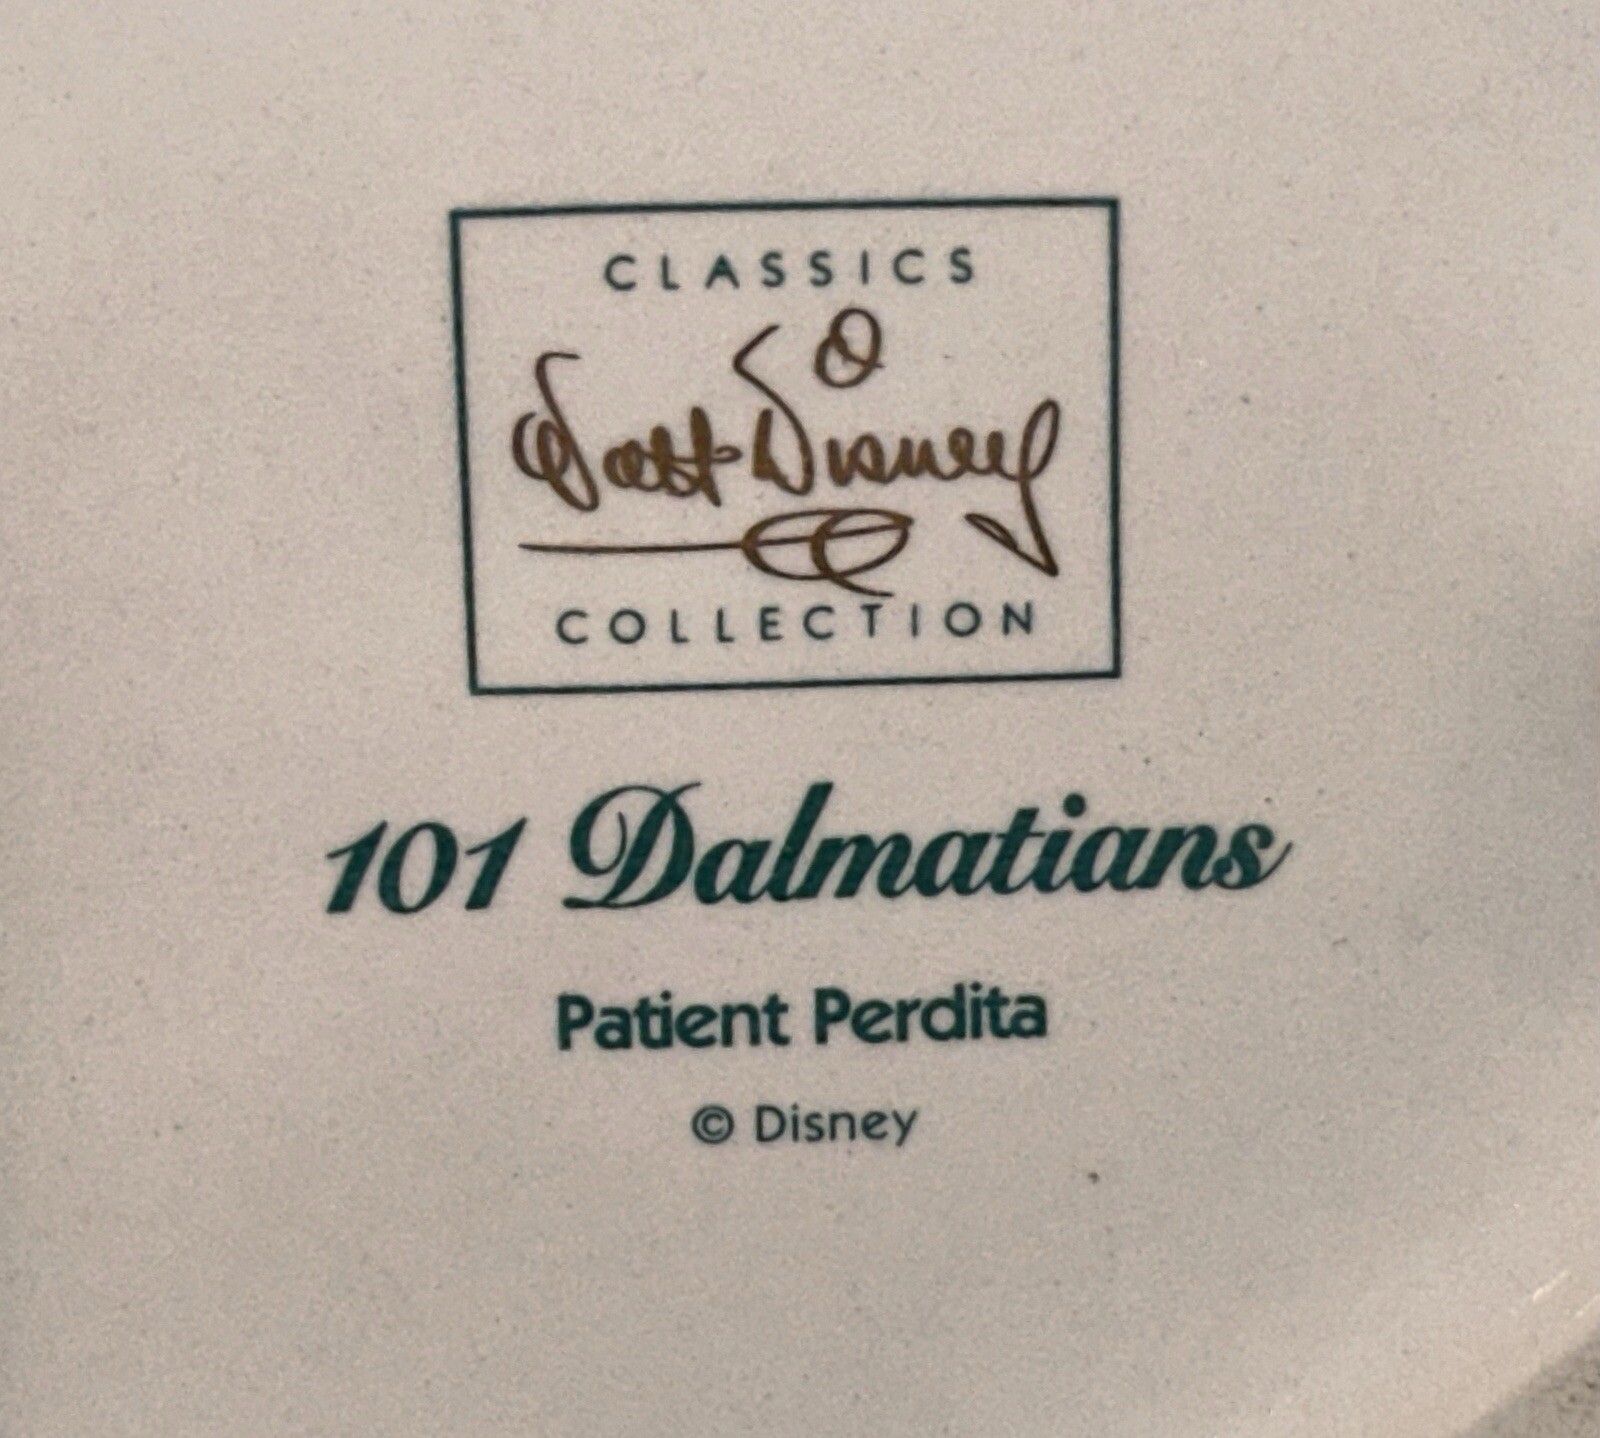 CLASSICS
Walt Disney
COLLECTION
101 Dalmatians
Patient Perdita
© Disney